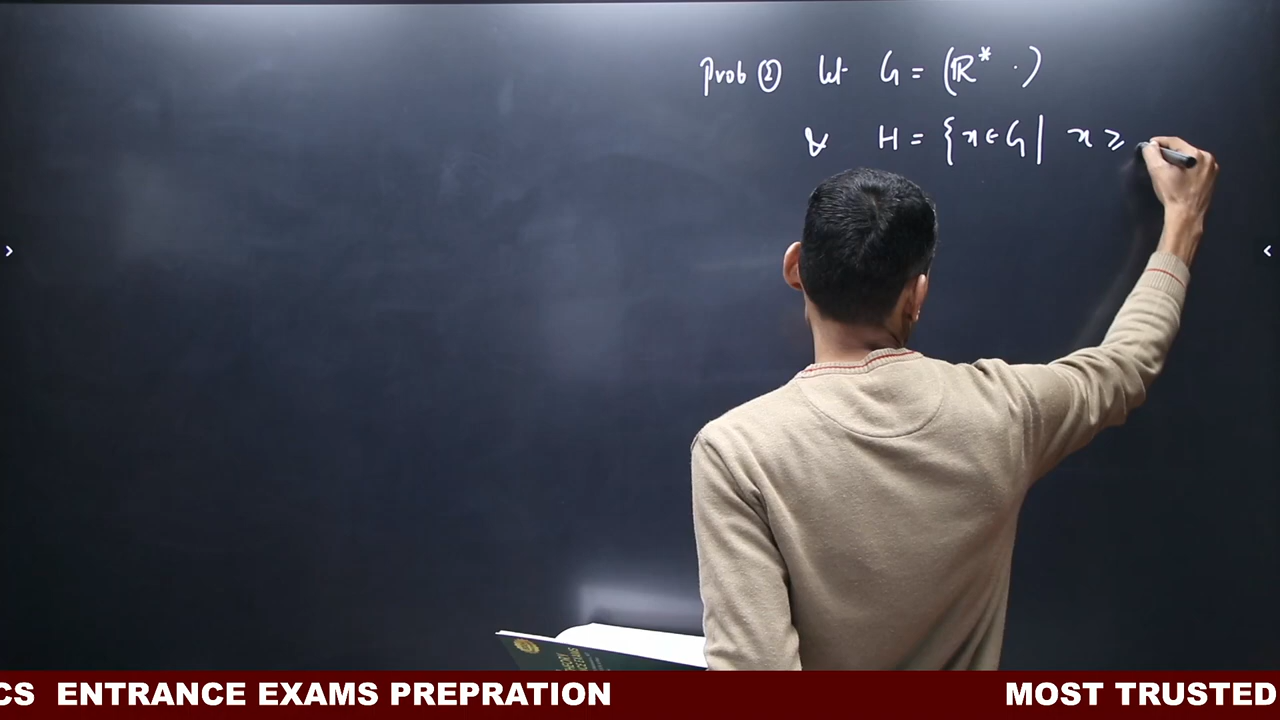 Prob ② let G = (ℝ* ·)
& H = {x ∈ G | x ≥
CS ENTRANCE EXAMS PREPRATION MOST TRUSTED